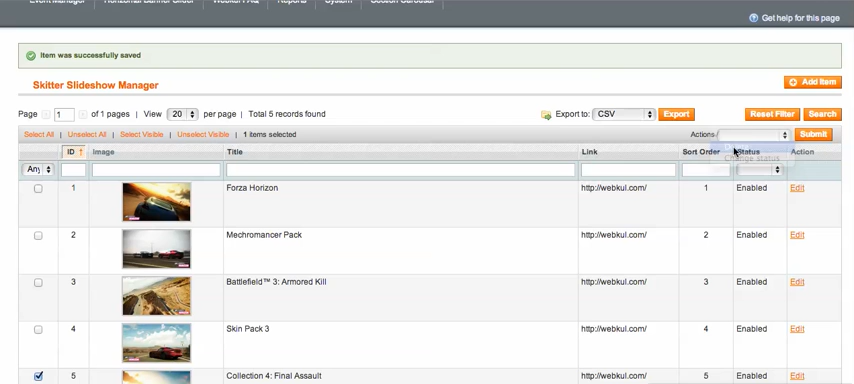 Event Manager Horizontal Banner Slider Webkul FAQ Reports System Section Carousel
Get help for this page
Item was successfully saved
Skitter Slideshow Manager
Add Item
Page 1 of 1 pages | View 20 per page | Total 5 records found
Export to: CSV Export Reset Filter Search
Select All | Unselect All | Select Visible | Unselect Visible | 1 items selected
Actions Submit
Change status
ID Image Title Link Sort Order Status Action
Any
1 Forza Horizon http://webkul.com/ 1 Enabled Edit
2 Mechromancer Pack http://webkul.com/ 2 Enabled Edit
3 Battlefield™ 3: Armored Kill http://webkul.com/ 3 Enabled Edit
4 Skin Pack 3 http://webkul.com/ 4 Enabled Edit
5 Collection 4: Final Assault http://webkul.com/ 5 Enabled Edit